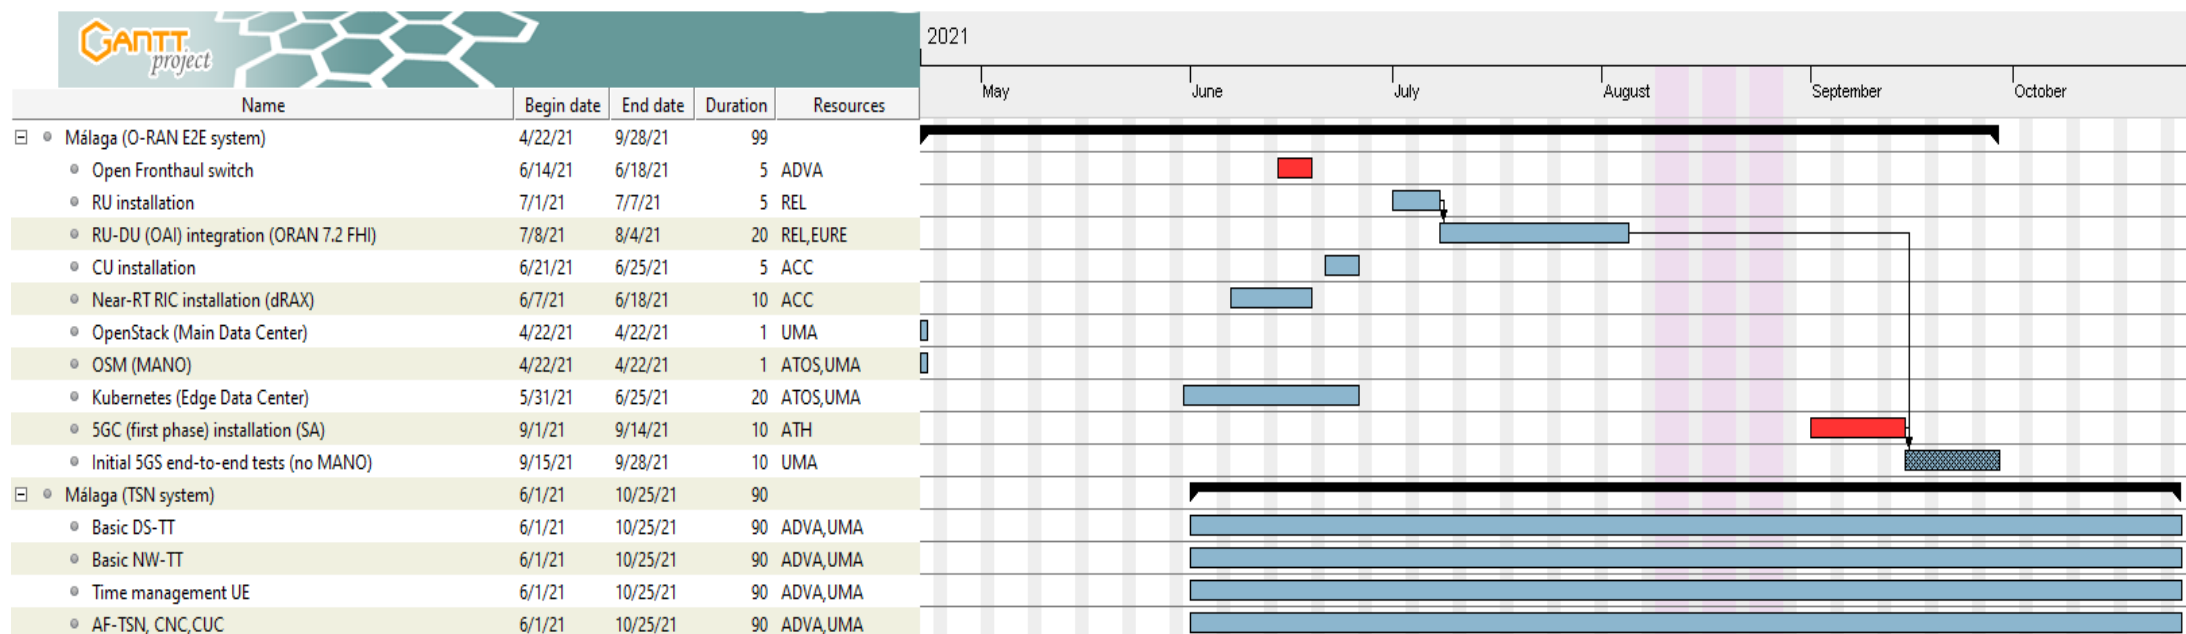 GANTT
project
2021
May June July August September October
Name Begin date End date Duration Resources
Málaga (O-RAN E2E system) 4/22/21 9/28/21 99
Open Fronthaul switch 6/14/21 6/18/21 5 ADVA
RU installation 7/1/21 7/7/21 5 REL
RU-DU (OAI) integration (ORAN 7.2 FHI) 7/8/21 8/4/21 20 REL,EURE
CU installation 6/21/21 6/25/21 5 ACC
Near-RT RIC installation (dRAX) 6/7/21 6/18/21 10 ACC
OpenStack (Main Data Center) 4/22/21 4/22/21 1 UMA
OSM (MANO) 4/22/21 4/22/21 1 ATOS,UMA
Kubernetes (Edge Data Center) 5/31/21 6/25/21 20 ATOS,UMA
5GC (first phase) installation (SA) 9/1/21 9/14/21 10 ATH
Initial 5GS end-to-end tests (no MANO) 9/15/21 9/28/21 10 UMA
Málaga (TSN system) 6/1/21 10/25/21 90
Basic DS-TT 6/1/21 10/25/21 90 ADVA,UMA
Basic NW-TT 6/1/21 10/25/21 90 ADVA,UMA
Time management UE 6/1/21 10/25/21 90 ADVA,UMA
AF-TSN, CNC,CUC 6/1/21 10/25/21 90 ADVA,UMA